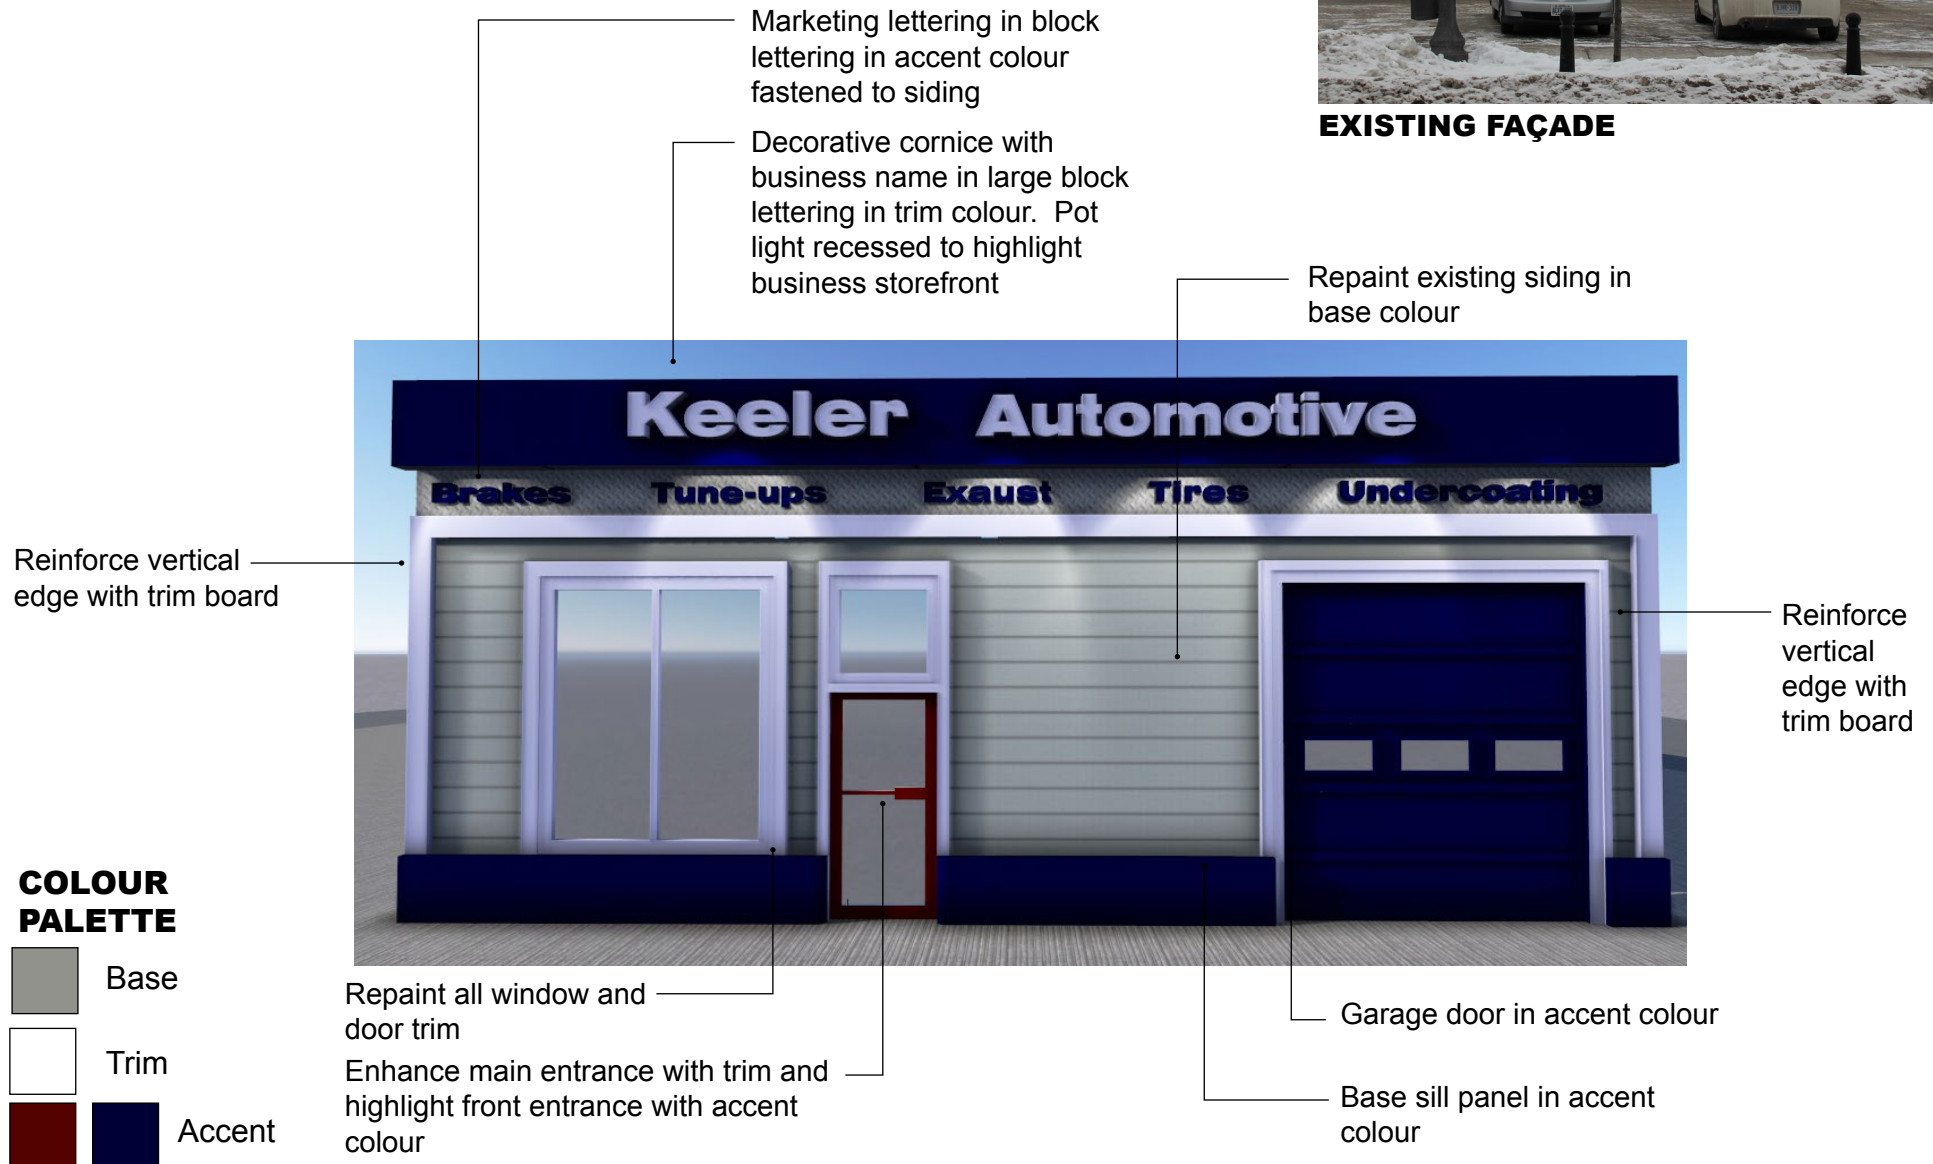 Marketing lettering in block
lettering in accent colour
fastened to siding
EXISTING FAÇADE
Decorative cornice with
business name in large block
lettering in trim colour.  Pot
light recessed to highlight
business storefront
Repaint existing siding in
base colour
Keeler Automotive
Brakes Tune-ups Exaust Tires Undercoating
Reinforce vertical
edge with trim board
Reinforce
vertical
edge with
trim board
COLOUR
PALETTE
Base
Trim
Accent
Repaint all window and
door trim
Enhance main entrance with trim and
highlight front entrance with accent
colour
Garage door in accent colour
Base sill panel in accent
colour